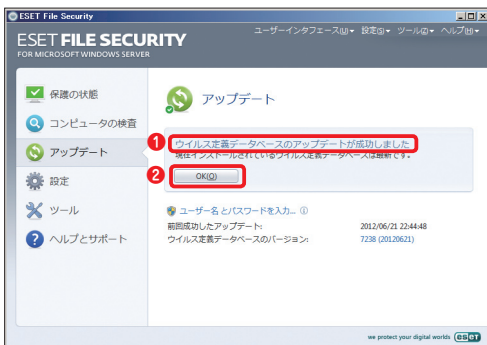 ESET File Security
ESET FILE SECURITY
FOR MICROSOFT WINDOWS SERVER
ユーザーインタフェース(U) 設定(S) ツール(Z) ヘルプ(H)
保護の状態
コンピュータの検査
アップデート
設定
ツール
ヘルプとサポート
アップデート
1 ウイルス定義データベースのアップデートが成功しました
現在インストールされているウイルス定義データベースは最新です。
2 OK(O)
ユーザー名とパスワードを入力...
前回成功したアップデート: 2012/06/21 22:44:48
ウイルス定義データベースのバージョン: 7238 (20120621)
we protect your digital worlds eset